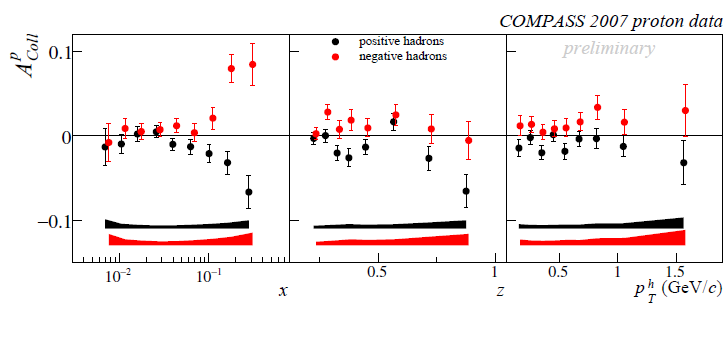 COMPASS 2007 proton data
A^p_Coll
positive hadrons
negative hadrons
preliminary
0.1
0
−0.1
10^−2 10^−1 0.5 1 0.5 1 1.5
x z p_T^h (GeV/c)